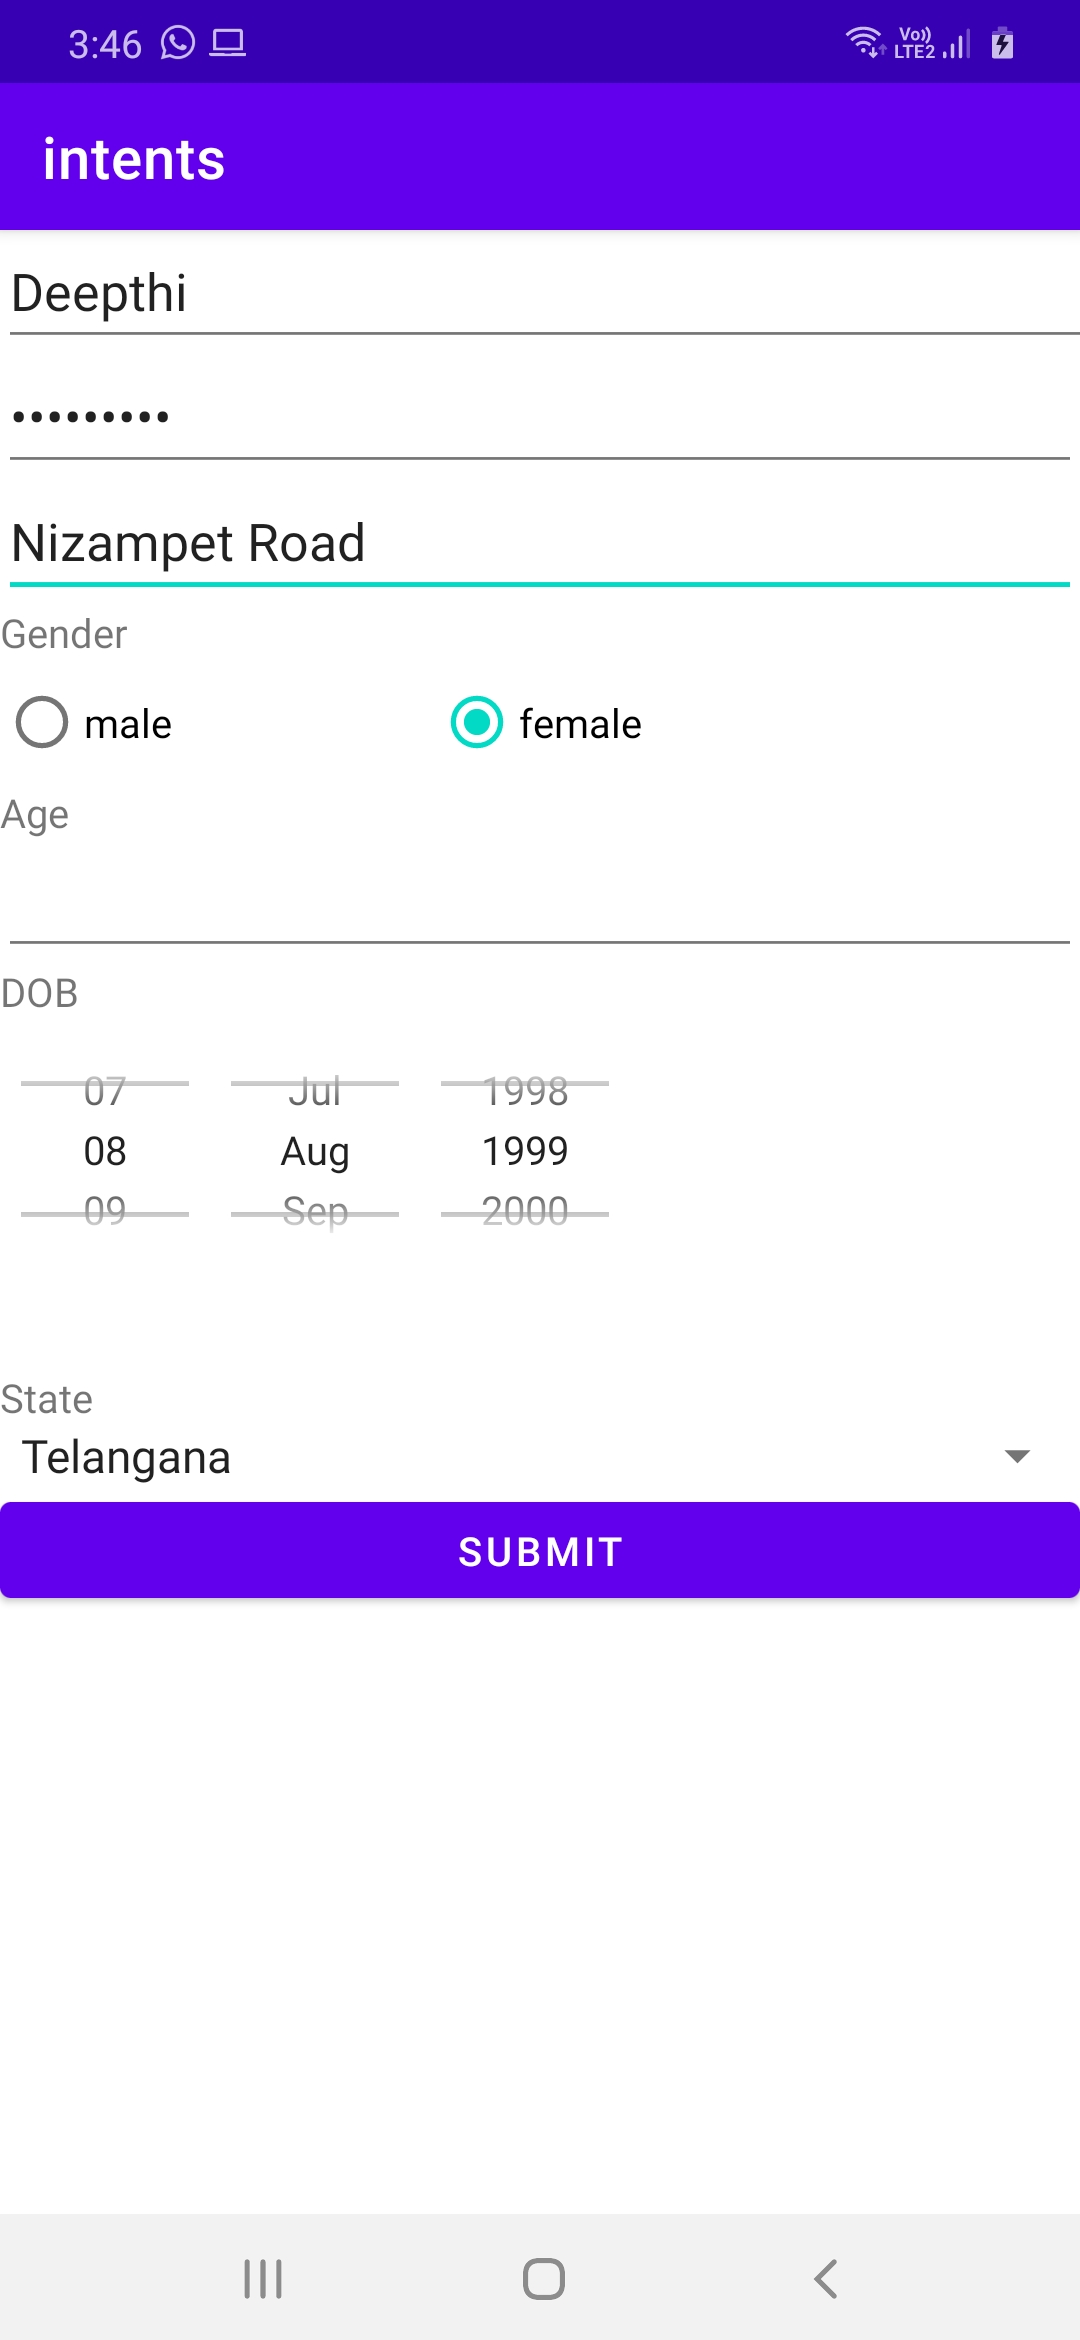 3:46 Vo)) LTE2
intents
Deepthi
•••••••••
Nizampet Road
Gender
male female
Age
DOB
07 Jul 1998
08 Aug 1999
09 Sep 2000
State
Telangana
SUBMIT